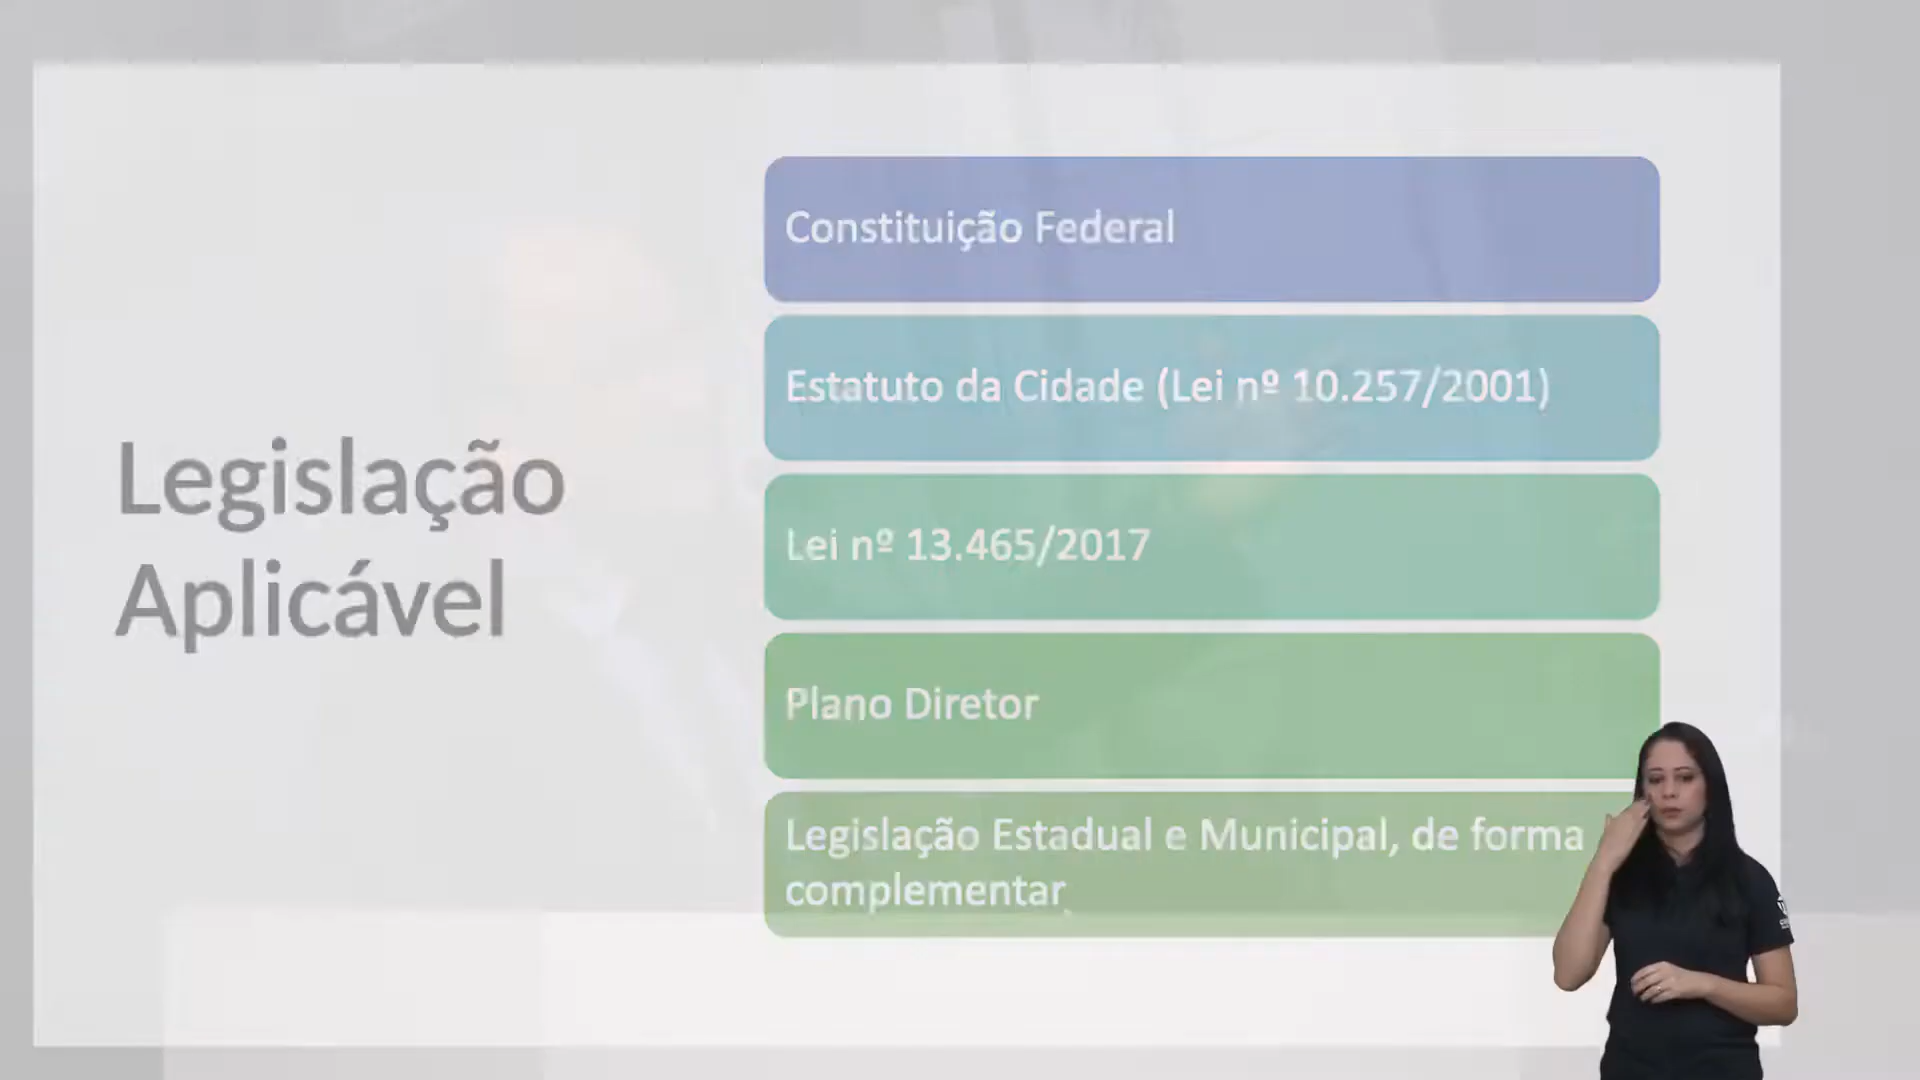 Legislação
Aplicável
Constituição Federal
Estatuto da Cidade (Lei nº 10.257/2001)
Lei nº 13.465/2017
Plano Diretor
Legislação Estadual e Municipal, de forma
complementar